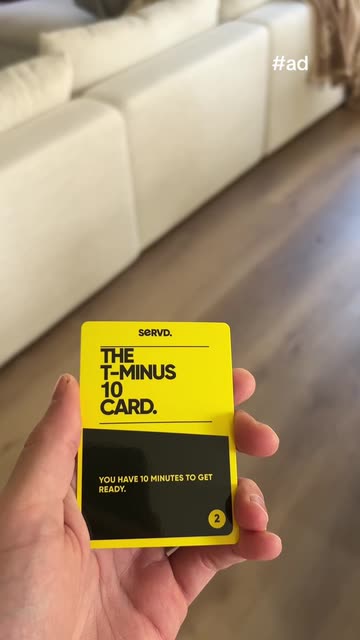 #ad
SERVD.
THE
T-MINUS
10
CARD.
YOU HAVE 10 MINUTES TO GET
READY.
2